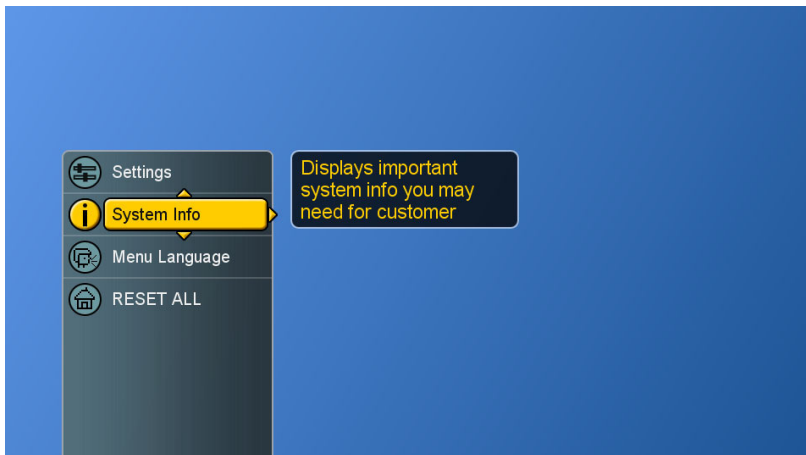 Settings
System Info
Menu Language
RESET ALL
Displays important
system info you may
need for customer